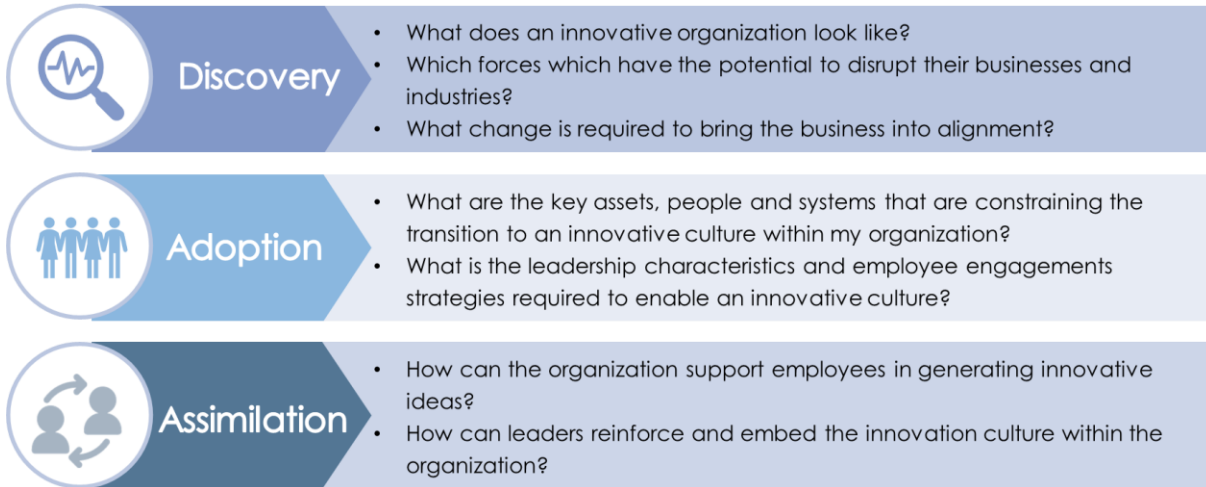 Discovery
• What does an innovative organization look like?
• Which forces which have the potential to disrupt their businesses and
industries?
• What change is required to bring the business into alignment?
Adoption
• What are the key assets, people and systems that are constraining the
transition to an innovative culture within my organization?
• What is the leadership characteristics and employee engagements
strategies required to enable an innovative culture?
Assimilation
• How can the organization support employees in generating innovative
ideas?
• How can leaders reinforce and embed the innovation culture within the
organization?